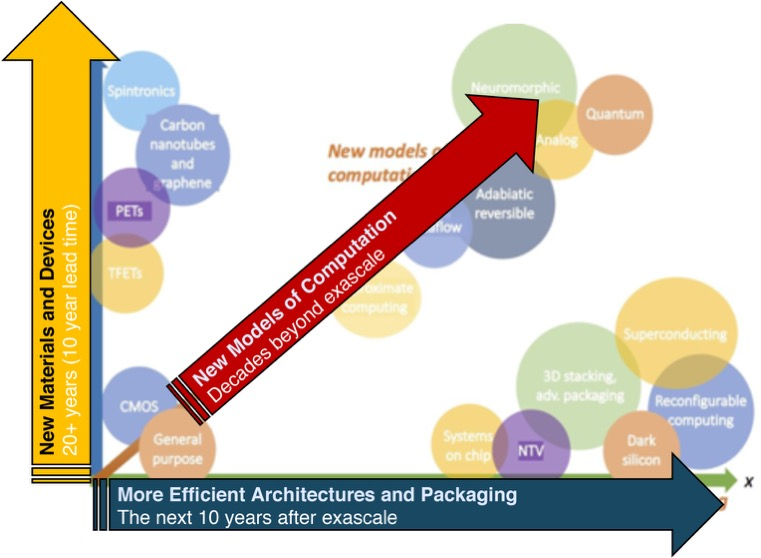 Spintronics
Carbon
nanotubes
and
graphene
PETs
TFETs
CMOS
General
purpose
New Materials and Devices
20+ years (10 year lead time)
New models
Neuromorphic
Quantum
Analog
Adabiatic
reversible
computing
New Models of Computation
Decades beyond exascale
Superconducting
3D stacking,
adv. packaging
Reconfigurable
computing
Systems
on chip
NTV
Dark
silicon
x
More Efficient Architectures and Packaging
The next 10 years after exascale